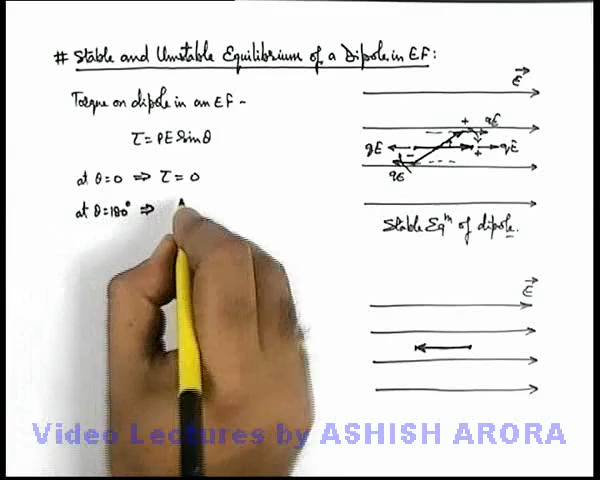 # Stable and Unstable Equilibrium of a Dipole in EF:
Torque on dipole in an EF -
τ = PE Sinθ
at θ = 0 ⇒ τ = 0
at θ = 180° ⇒
E
+ qE
qE - + qE
qE
Stable Eqᵐ of dipole.
E
Video Lectures by ASHISH ARORA